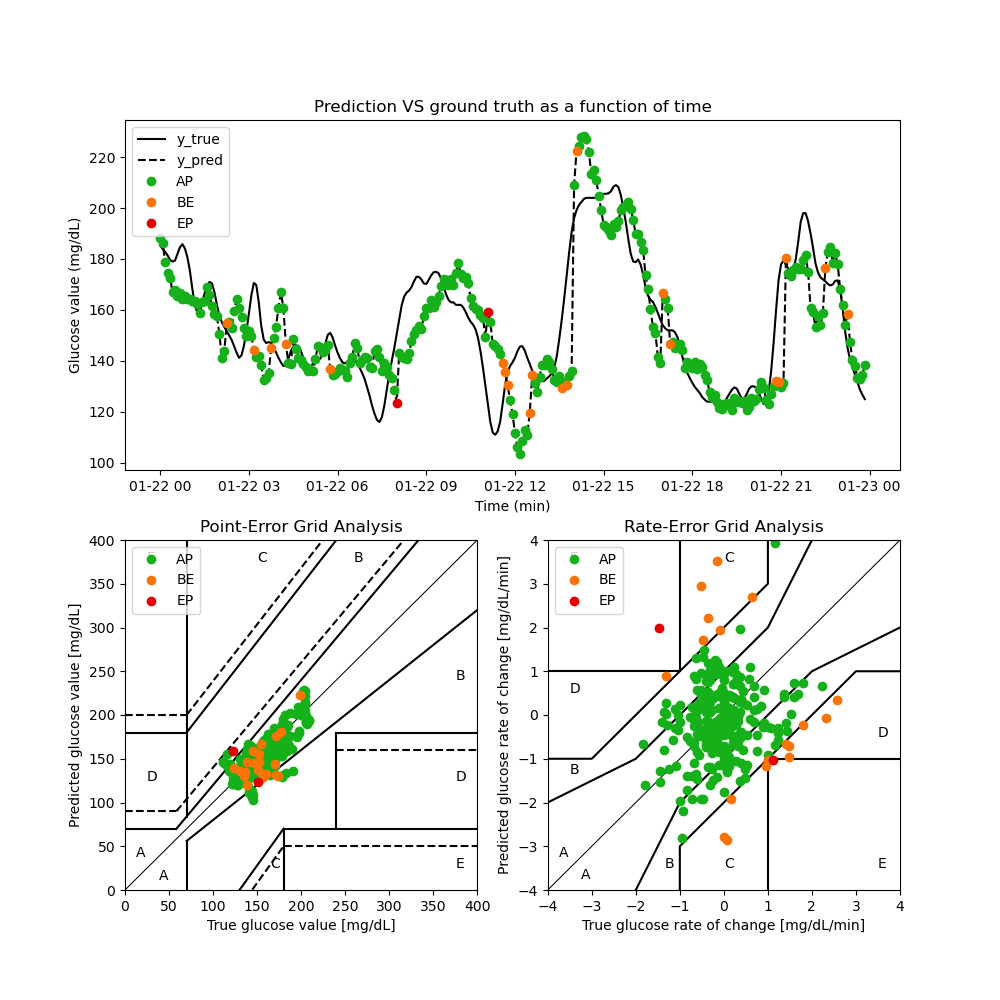 Prediction VS ground truth as a function of time
Glucose value (mg/dL)
220
200
180
160
140
120
100
y_true
y_pred
AP
BE
EP
01-22 00 01-22 03 01-22 06 01-22 09 01-22 12 01-22 15 01-22 18 01-22 21 01-23 00
Time (min)
Point-Error Grid Analysis
Predicted glucose value [mg/dL]
400
350
300
250
200
150
100
50
0
AP
BE
EP
C B
B
D D
A
A
C
E
0 50 100 150 200 250 300 350 400
True glucose value [mg/dL]
Rate-Error Grid Analysis
Predicted glucose rate of change [mg/dL/min]
4
3
2
1
0
−1
−2
−3
−4
AP
BE
EP
C
D
D
B
A
A
B C E
−4 −3 −2 −1 0 1 2 3 4
True glucose rate of change [mg/dL/min]